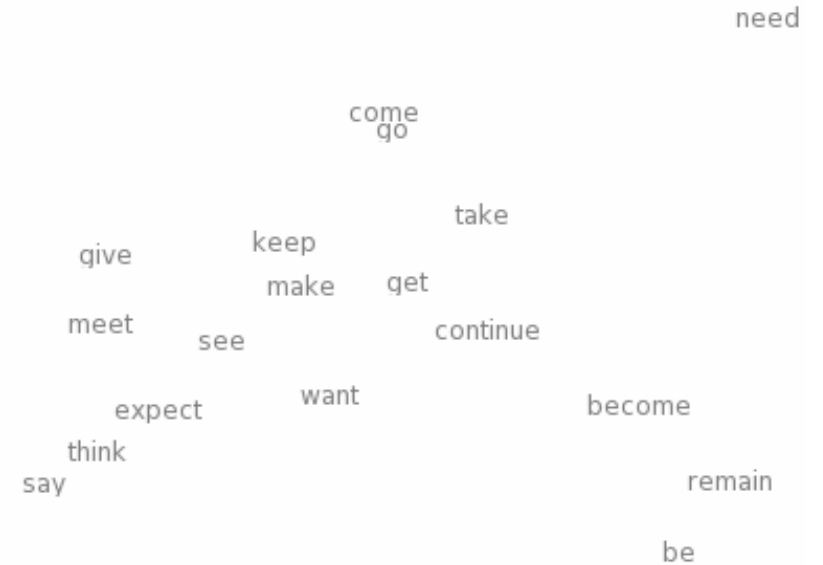 need
come
go
take
keep
give
get
make
meet
continue
see
want
become
expect
think
remain
say
be